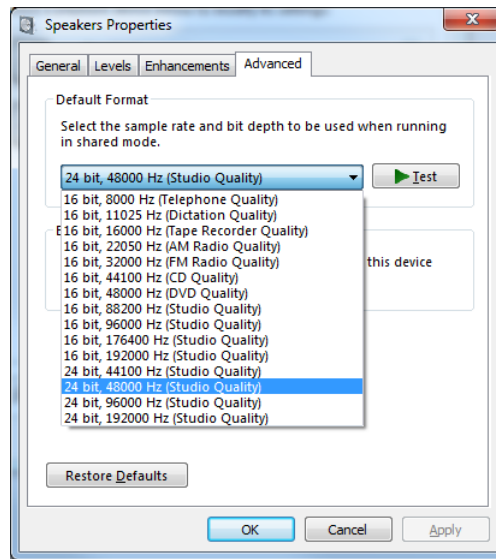 Speakers Properties
General Levels Enhancements Advanced
Default Format
Select the sample rate and bit depth to be used when running
in shared mode.
24 bit, 48000 Hz (Studio Quality)
Test
16 bit, 8000 Hz (Telephone Quality)
16 bit, 11025 Hz (Dictation Quality)
16 bit, 16000 Hz (Tape Recorder Quality)
16 bit, 22050 Hz (AM Radio Quality)
16 bit, 32000 Hz (FM Radio Quality)
this device
16 bit, 44100 Hz (CD Quality)
16 bit, 48000 Hz (DVD Quality)
16 bit, 88200 Hz (Studio Quality)
16 bit, 96000 Hz (Studio Quality)
16 bit, 176400 Hz (Studio Quality)
16 bit, 192000 Hz (Studio Quality)
24 bit, 44100 Hz (Studio Quality)
24 bit, 48000 Hz (Studio Quality)
24 bit, 96000 Hz (Studio Quality)
24 bit, 192000 Hz (Studio Quality)
Restore Defaults
OK Cancel Apply